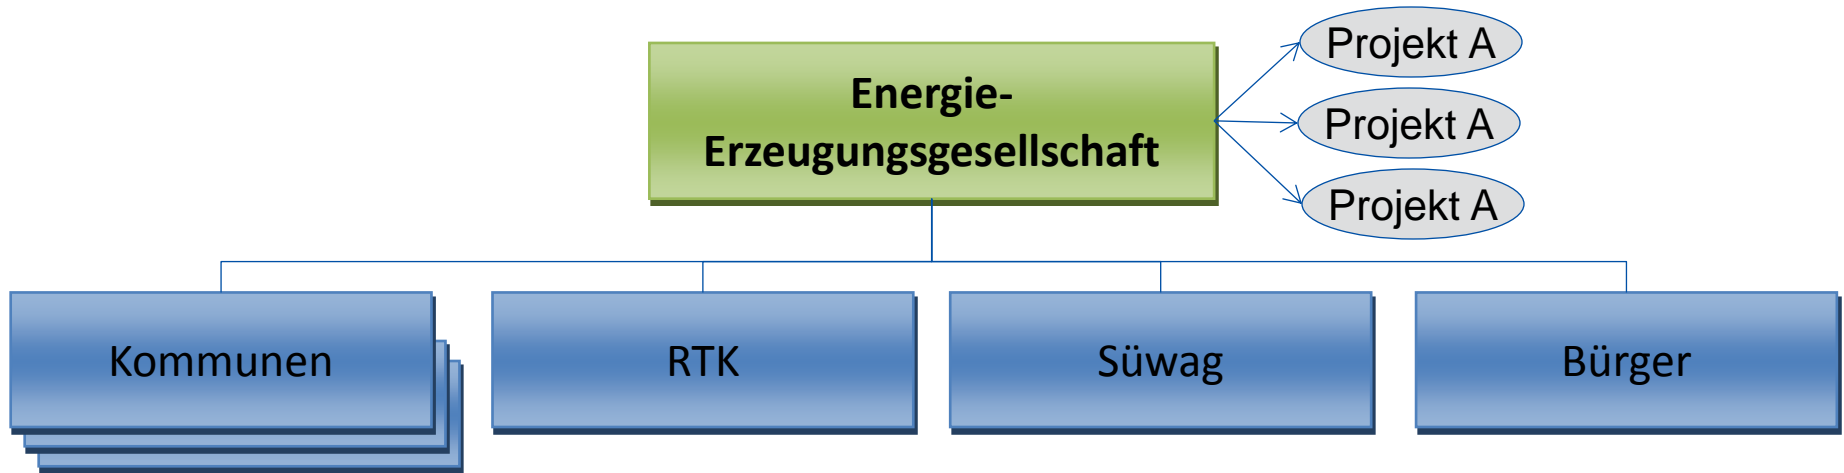 Energie-
Erzeugungsgesellschaft
Projekt A
Projekt A
Projekt A
Kommunen
RTK
Süwag
Bürger